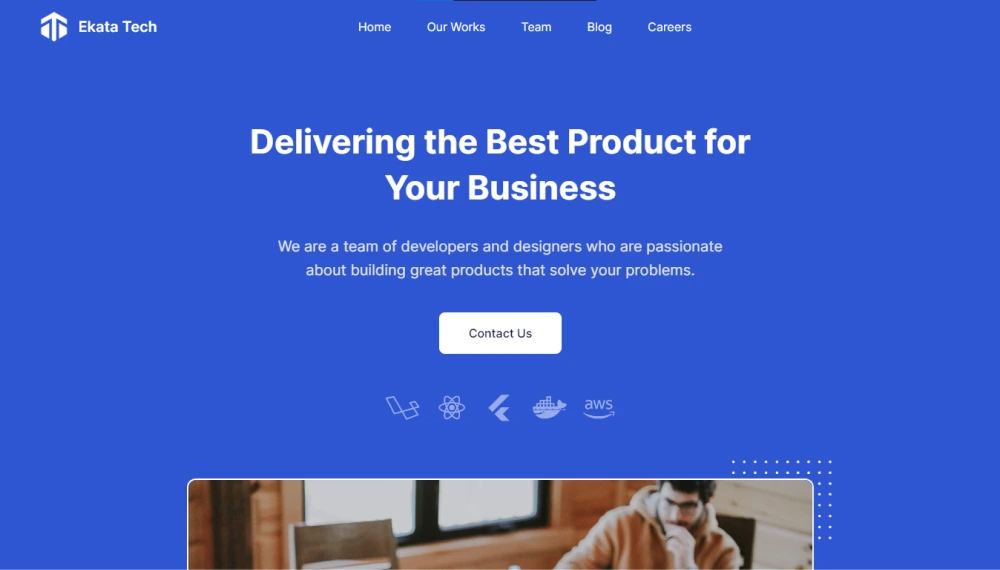 Ekata Tech
Home Our Works Team Blog Careers
Delivering the Best Product for
Your Business
We are a team of developers and designers who are passionate
about building great products that solve your problems.
Contact Us
aws